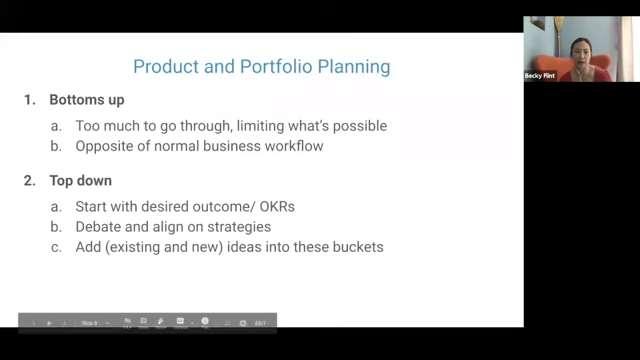 Product and Portfolio Planning
1. Bottoms up
a. Too much to go through, limiting what's possible
b. Opposite of normal business workflow
2. Top down
a. Start with desired outcome/ OKRs
b. Debate and align on strategies
c. Add (existing and new) ideas into these buckets
Becky Flint
Slide
EXIT